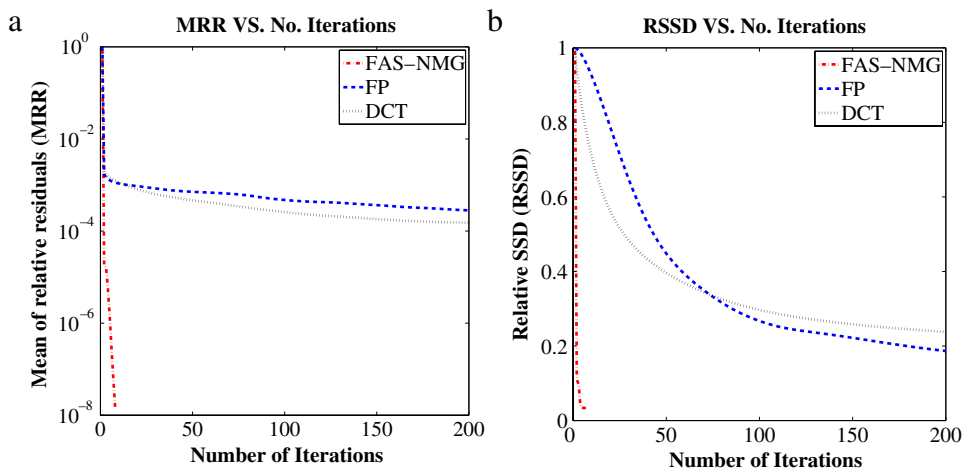 a
MRR VS. No. Iterations
10^0
10^-2
10^-4
10^-6
10^-8
Mean of relative residuals (MRR)
FAS-NMG
FP
DCT
0
50
100
150
200
Number of Iterations
b
RSSD VS. No. Iterations
1
0.8
0.6
0.4
0.2
0
Relative SSD (RSSD)
FAS-NMG
FP
DCT
0
50
100
150
200
Number of Iterations